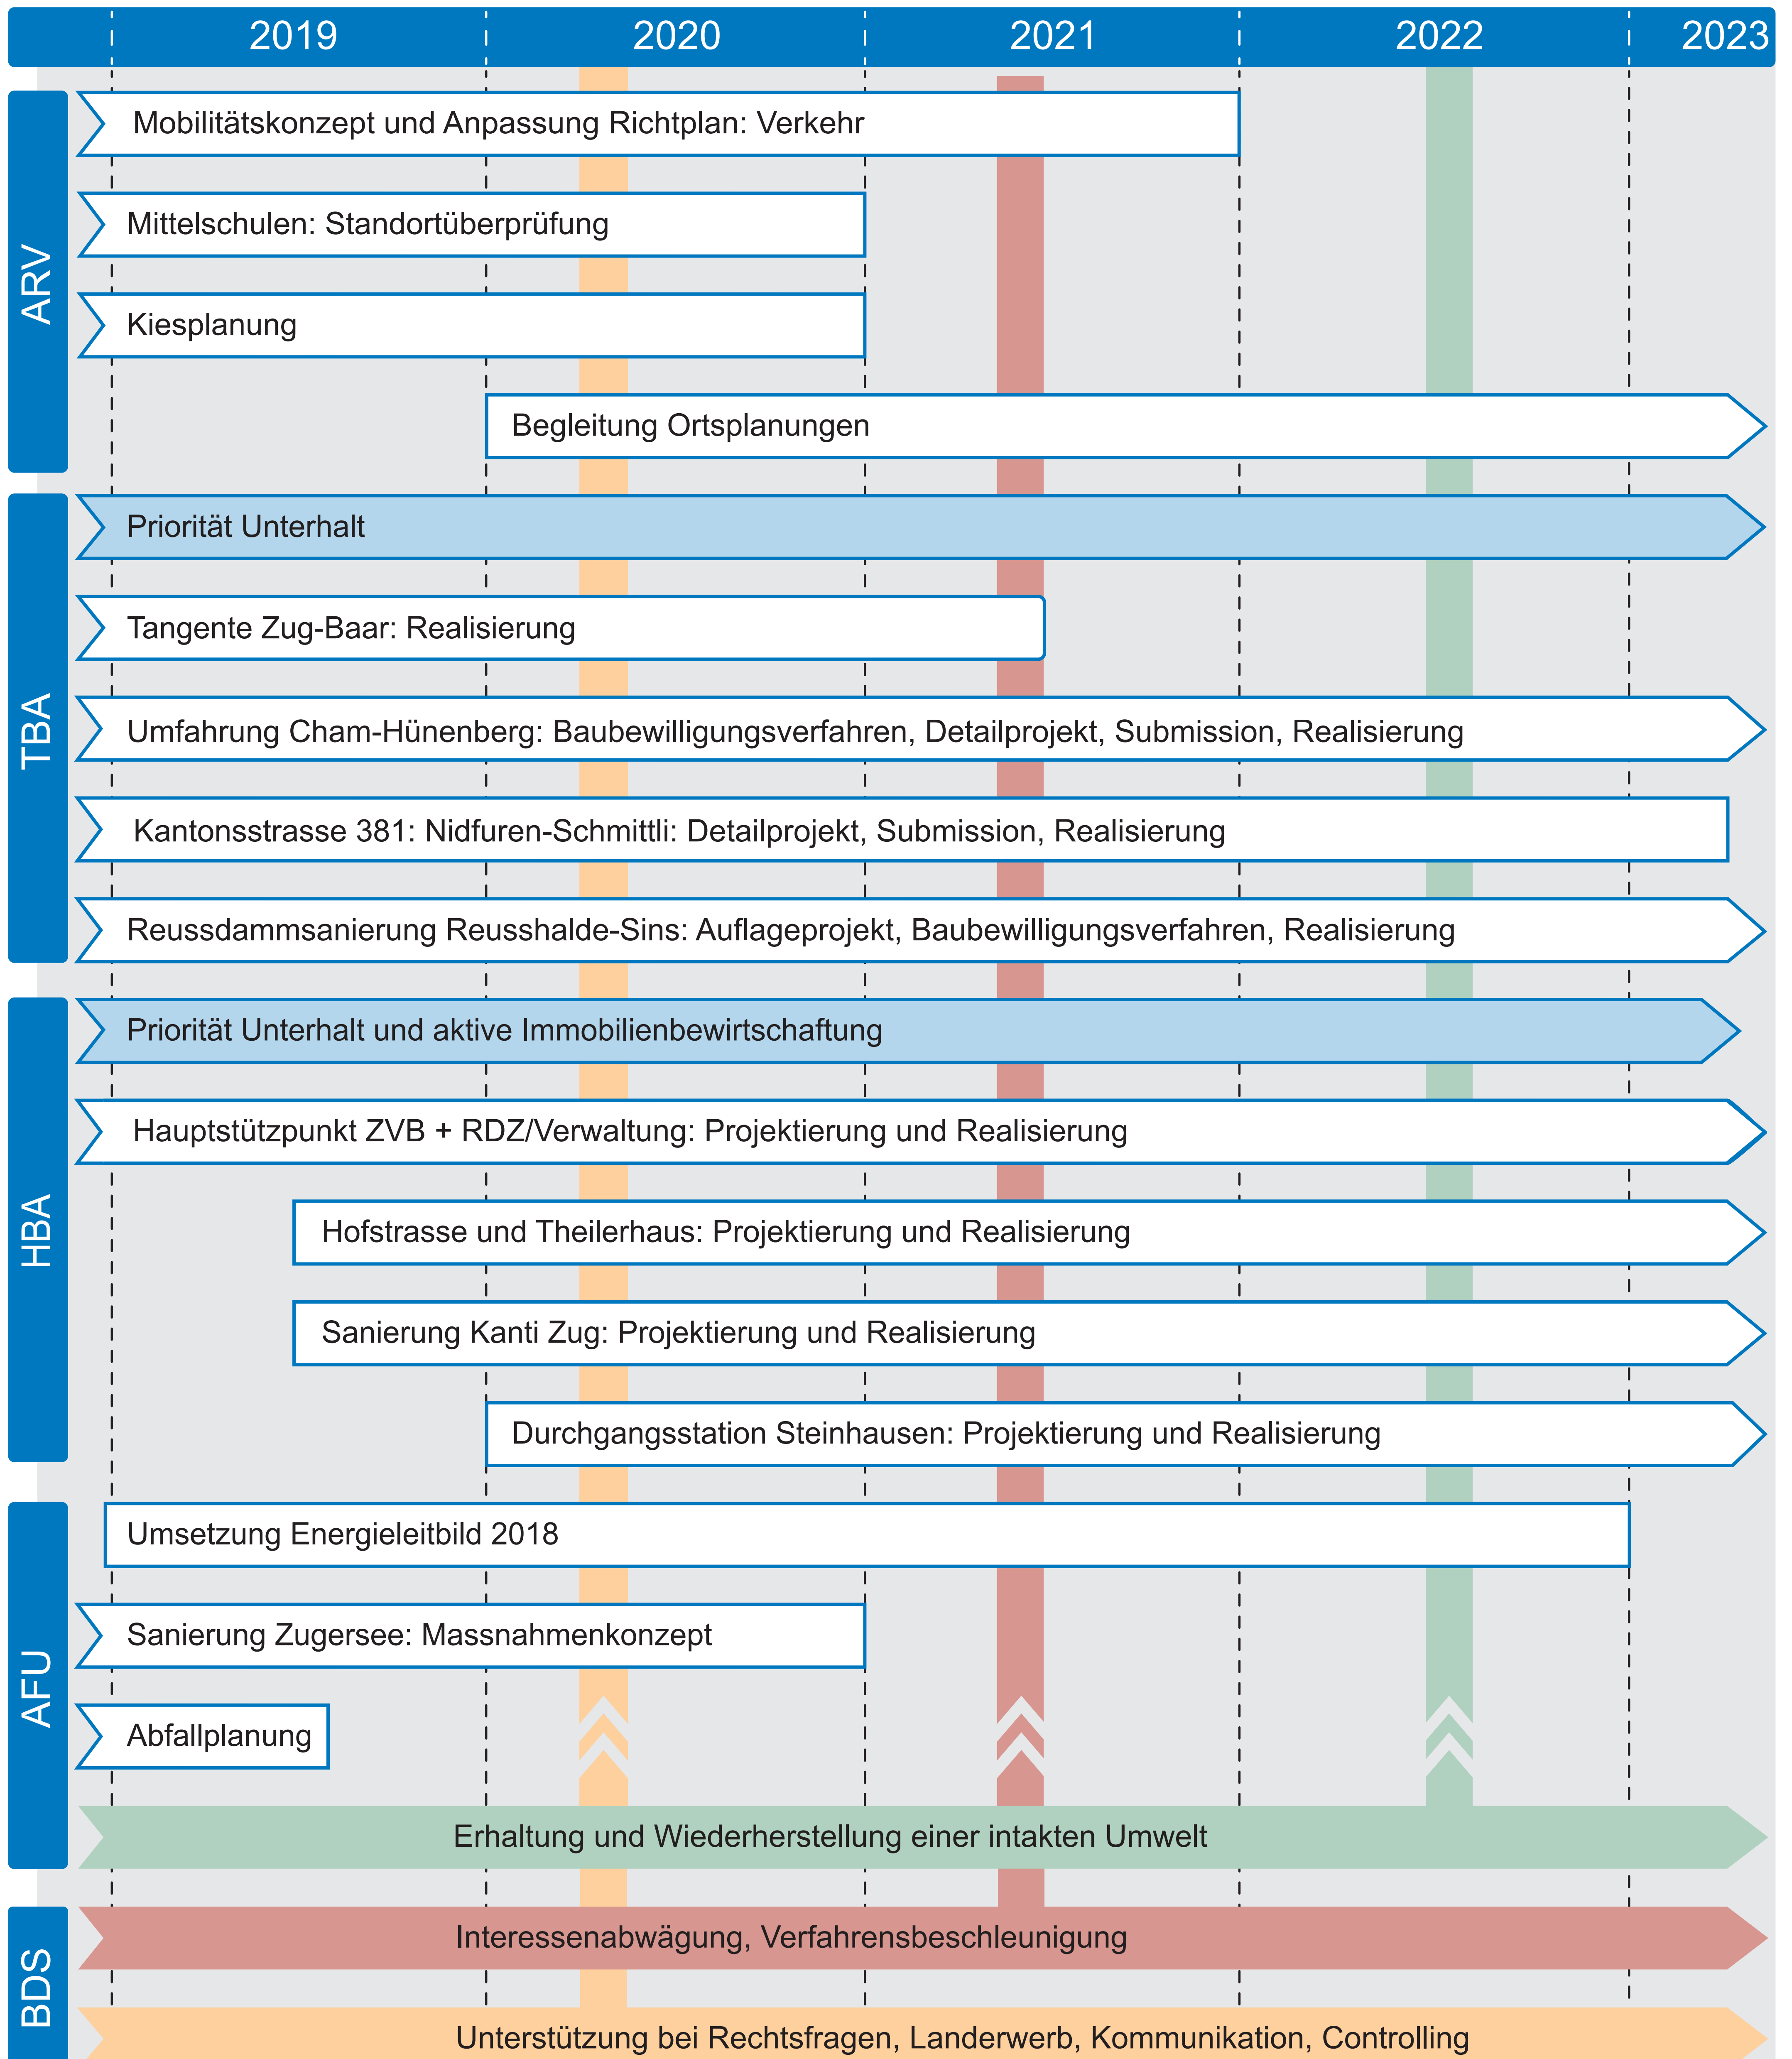 2019 2020 2021 2022 2023
ARV
Mobilitätskonzept und Anpassung Richtplan: Verkehr
Mittelschulen: Standortüberprüfung
Kiesplanung
Begleitung Ortsplanungen
TBA
Priorität Unterhalt
Tangente Zug-Baar: Realisierung
Umfahrung Cham-Hünenberg: Baubewilligungsverfahren, Detailprojekt, Submission, Realisierung
Kantonsstrasse 381: Nidfuren-Schmittli: Detailprojekt, Submission, Realisierung
Reussdammsanierung Reusshalde-Sins: Auflageprojekt, Baubewilligungsverfahren, Realisierung
HBA
Priorität Unterhalt und aktive Immobilienbewirtschaftung
Hauptstützpunkt ZVB + RDZ/Verwaltung: Projektierung und Realisierung
Hofstrasse und Theilerhaus: Projektierung und Realisierung
Sanierung Kanti Zug: Projektierung und Realisierung
Durchgangsstation Steinhausen: Projektierung und Realisierung
AFU
Umsetzung Energieleitbild 2018
Sanierung Zugersee: Massnahmenkonzept
Abfallplanung
Erhaltung und Wiederherstellung einer intakten Umwelt
BDS
Interessenabwägung, Verfahrensbeschleunigung
Unterstützung bei Rechtsfragen, Landerwerb, Kommunikation, Controlling